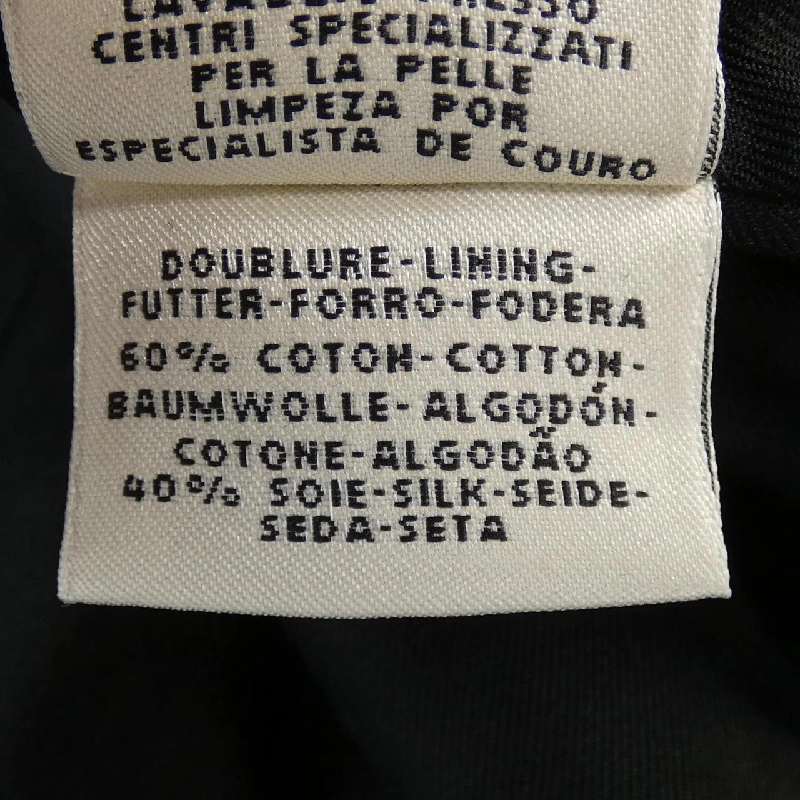 CENTRI SPECIALIZZATI
PER LA PELLE
LIMPEZA POR
ESPECIALISTA DE COURO
DOUBLURE-LINING-
FUTTER-FORRO-FODERA
60% COTON-COTTON-
BAUMWOLLE-ALGODÓN-
COTONE-ALGODÃO
40% SOIE-SILK-SEIDE-
SEDA-SETA